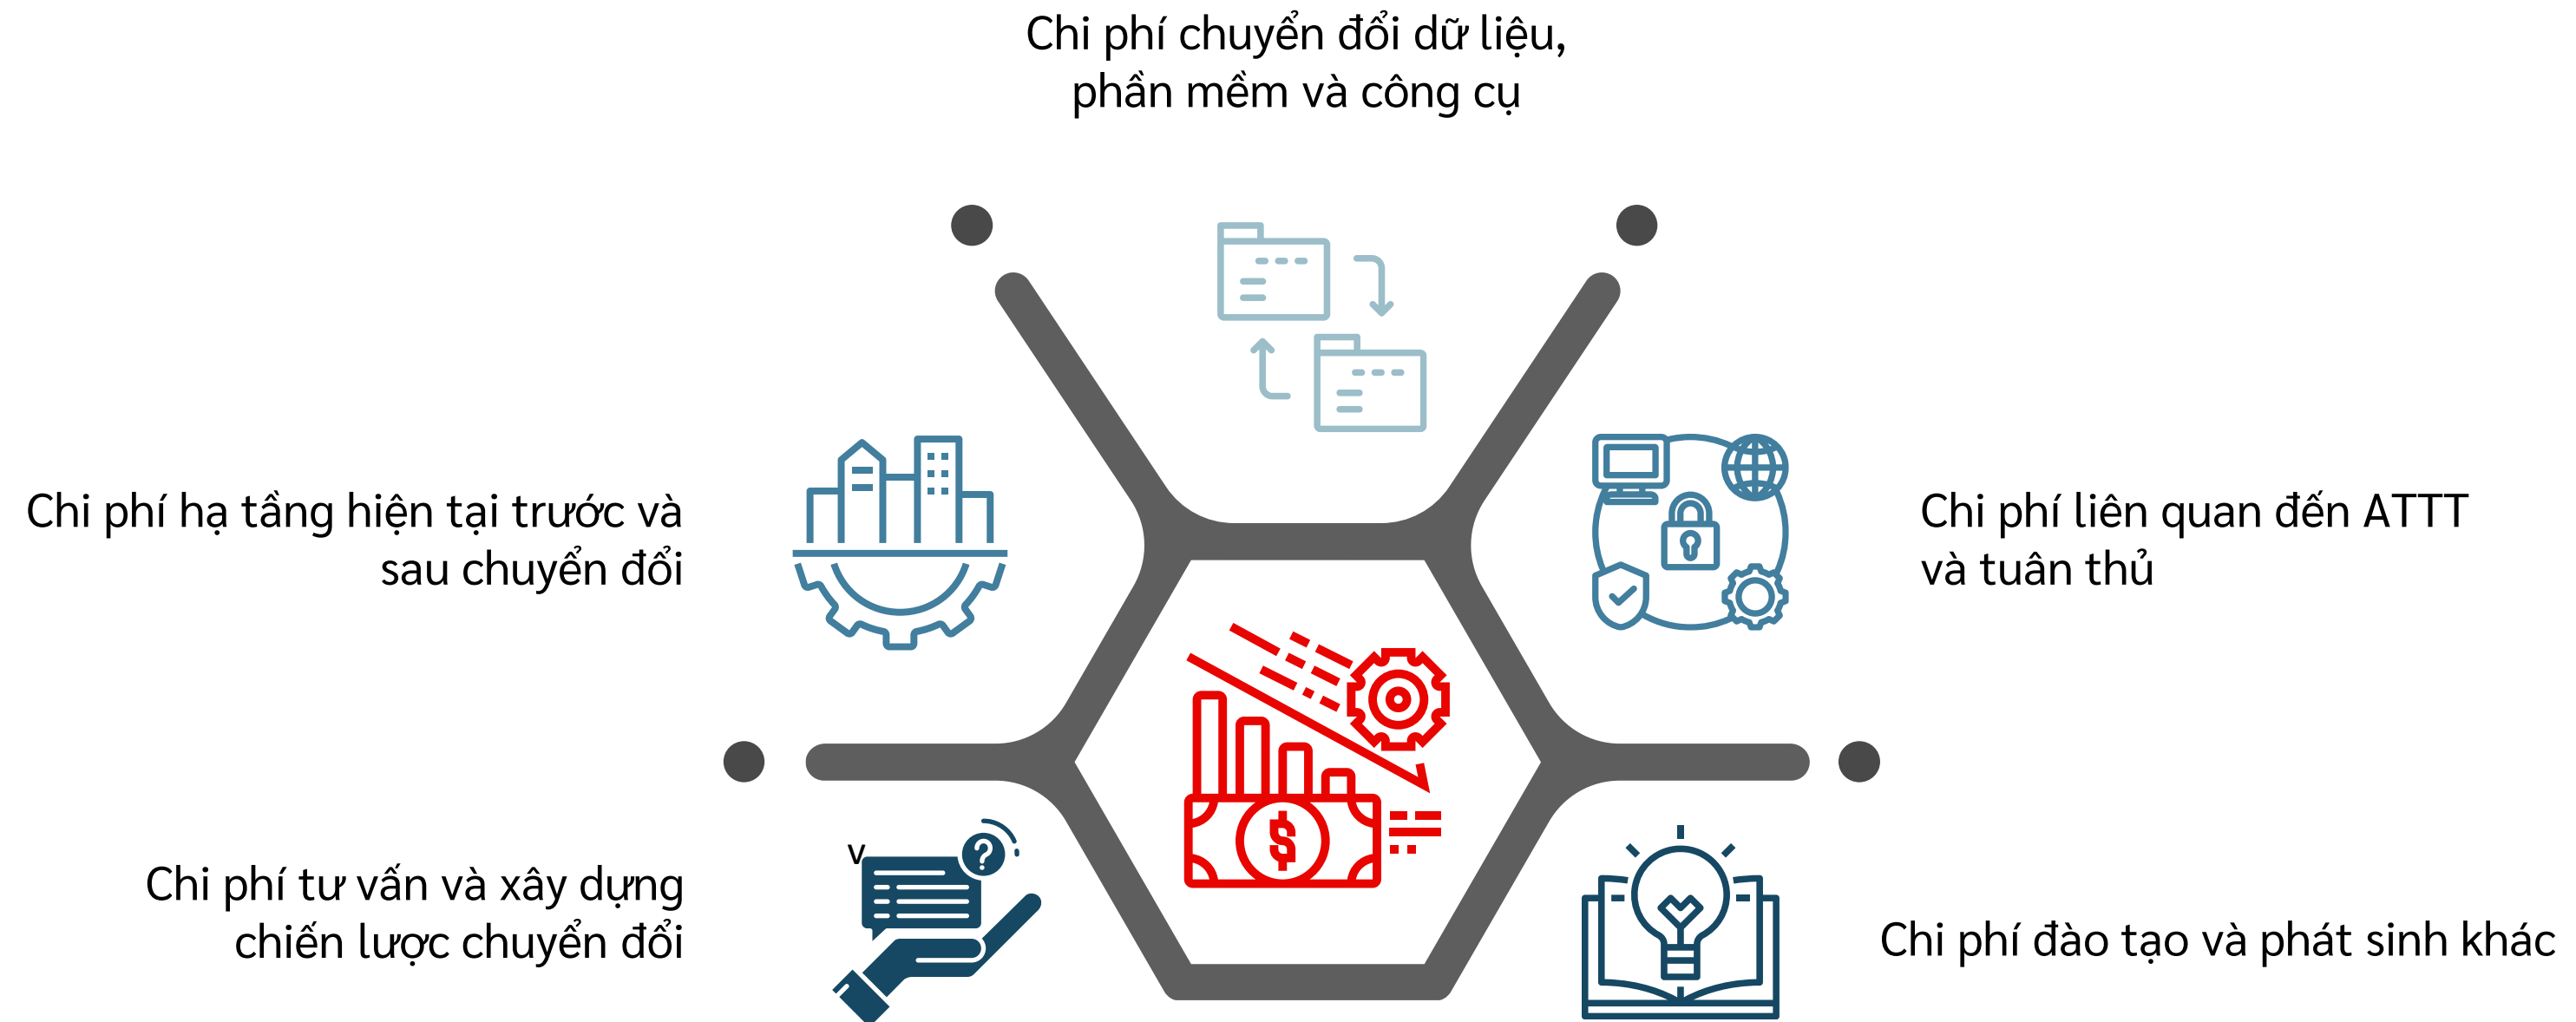 Chi phí chuyển đổi dữ liệu,
phần mềm và công cụ
Chi phí hạ tầng hiện tại trước và
sau chuyển đổi
Chi phí liên quan đến ATTT
và tuân thủ
v
Chi phí tư vấn và xây dựng
chiến lược chuyển đổi
Chi phí đào tạo và phát sinh khác
?
$